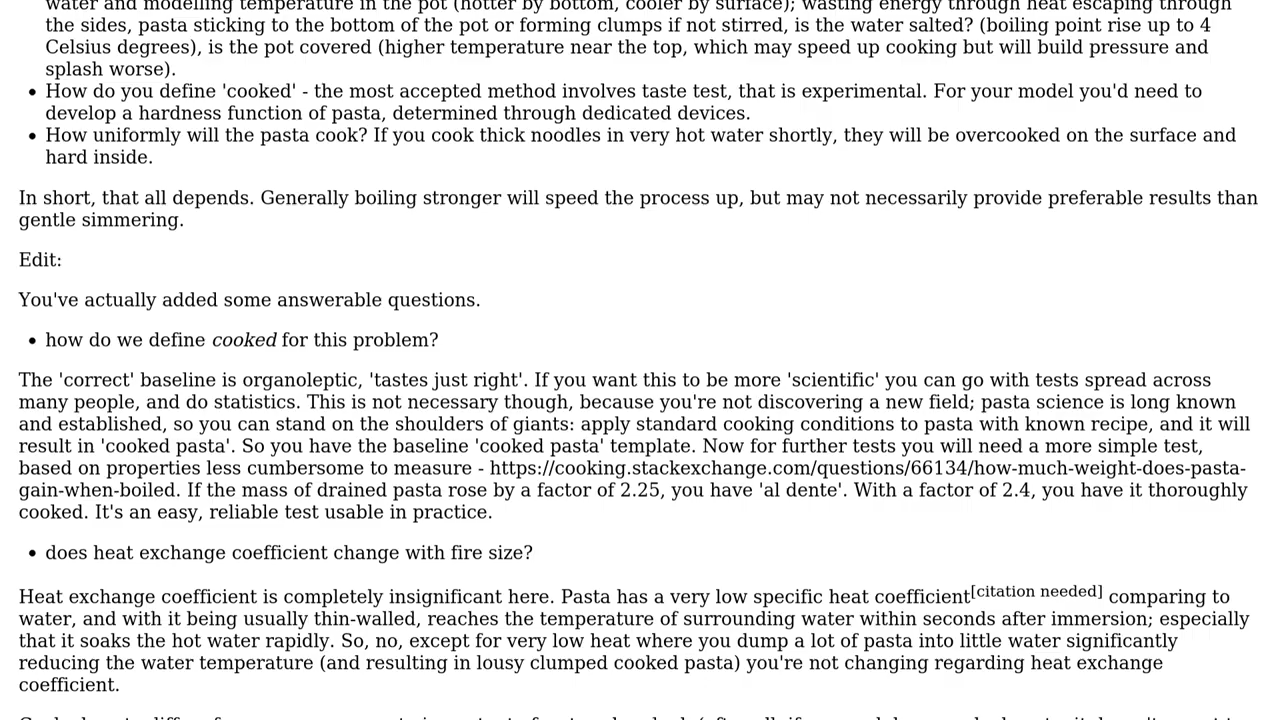 water and modelling temperature in the pot (hotter by bottom, cooler by surface); wasting energy through heat escaping through
the sides, pasta sticking to the bottom of the pot or forming clumps if not stirred, is the water salted? (boiling point rise up to 4
Celsius degrees), is the pot covered (higher temperature near the top, which may speed up cooking but will build pressure and
splash worse).
• How do you define 'cooked' - the most accepted method involves taste test, that is experimental. For your model you'd need to
develop a hardness function of pasta, determined through dedicated devices.
• How uniformly will the pasta cook? If you cook thick noodles in very hot water shortly, they will be overcooked on the surface and
hard inside.
In short, that all depends. Generally boiling stronger will speed the process up, but may not necessarily provide preferable results than
gentle simmering.
Edit:
You've actually added some answerable questions.
• how do we define cooked for this problem?
The 'correct' baseline is organoleptic, 'tastes just right'. If you want this to be more 'scientific' you can go with tests spread across
many people, and do statistics. This is not necessary though, because you're not discovering a new field; pasta science is long known
and established, so you can stand on the shoulders of giants: apply standard cooking conditions to pasta with known recipe, and it will
result in 'cooked pasta'. So you have the baseline 'cooked pasta' template. Now for further tests you will need a more simple test,
based on properties less cumbersome to measure - https://cooking.stackexchange.com/questions/66134/how-much-weight-does-pasta-
gain-when-boiled. If the mass of drained pasta rose by a factor of 2.25, you have 'al dente'. With a factor of 2.4, you have it thoroughly
cooked. It's an easy, reliable test usable in practice.
• does heat exchange coefficient change with fire size?
Heat exchange coefficient is completely insignificant here. Pasta has a very low specific heat coefficient[citation needed] comparing to
water, and with it being usually thin-walled, reaches the temperature of surrounding water within seconds after immersion; especially
that it soaks the hot water rapidly. So, no, except for very low heat where you dump a lot of pasta into little water significantly
reducing the water temperature (and resulting in lousy clumped cooked pasta) you're not changing regarding heat exchange
coefficient.